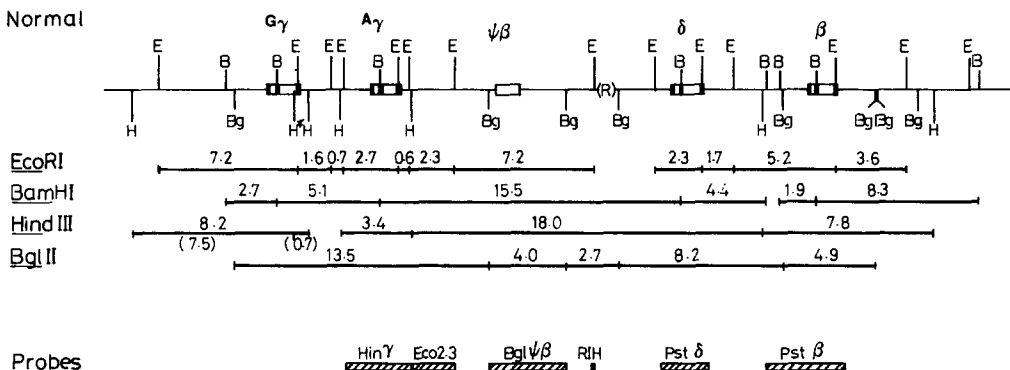 Normal
Gγ Aγ ψβ δ β
E B B E E E B E E E E (R) E B E E B B B E E E B
H Bg H* H H H Bg Bg Bg H Bg Bg Bg Bg H
EcoRI 7.2 1.6 0.7 2.7 0.6 2.3 7.2 2.3 1.7 5.2 3.6
BamHI 2.7 5.1 15.5 4.4 1.9 8.3
Hind III 8.2 3.4 18.0 7.8
(7.5) (0.7)
Bgl II 13.5 4.0 2.7 8.2 4.9
Probes Hinγ Eco2.3 Bglψβ RIH Pst δ Pst β